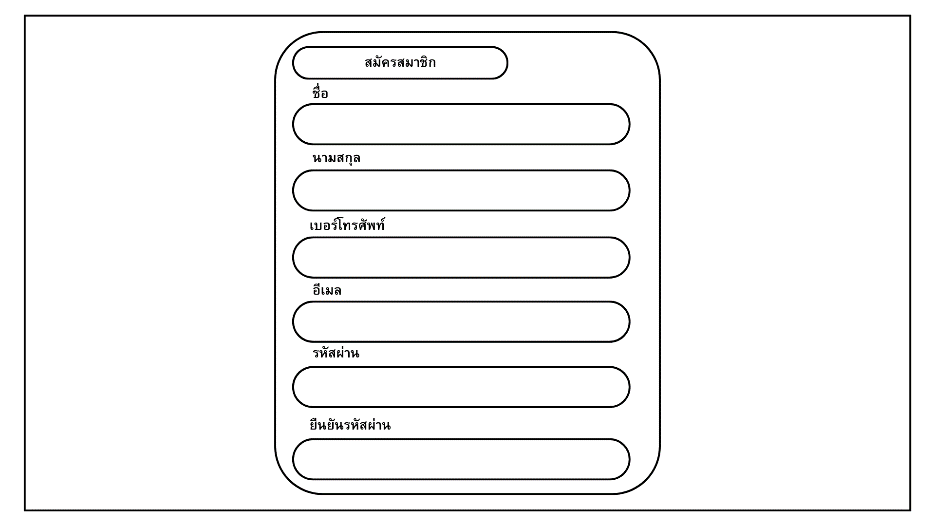 สมัครสมาชิก
ชื่อ
นามสกุล
เบอร์โทรศัพท์
อีเมล
รหัสผ่าน
ยืนยันรหัสผ่าน